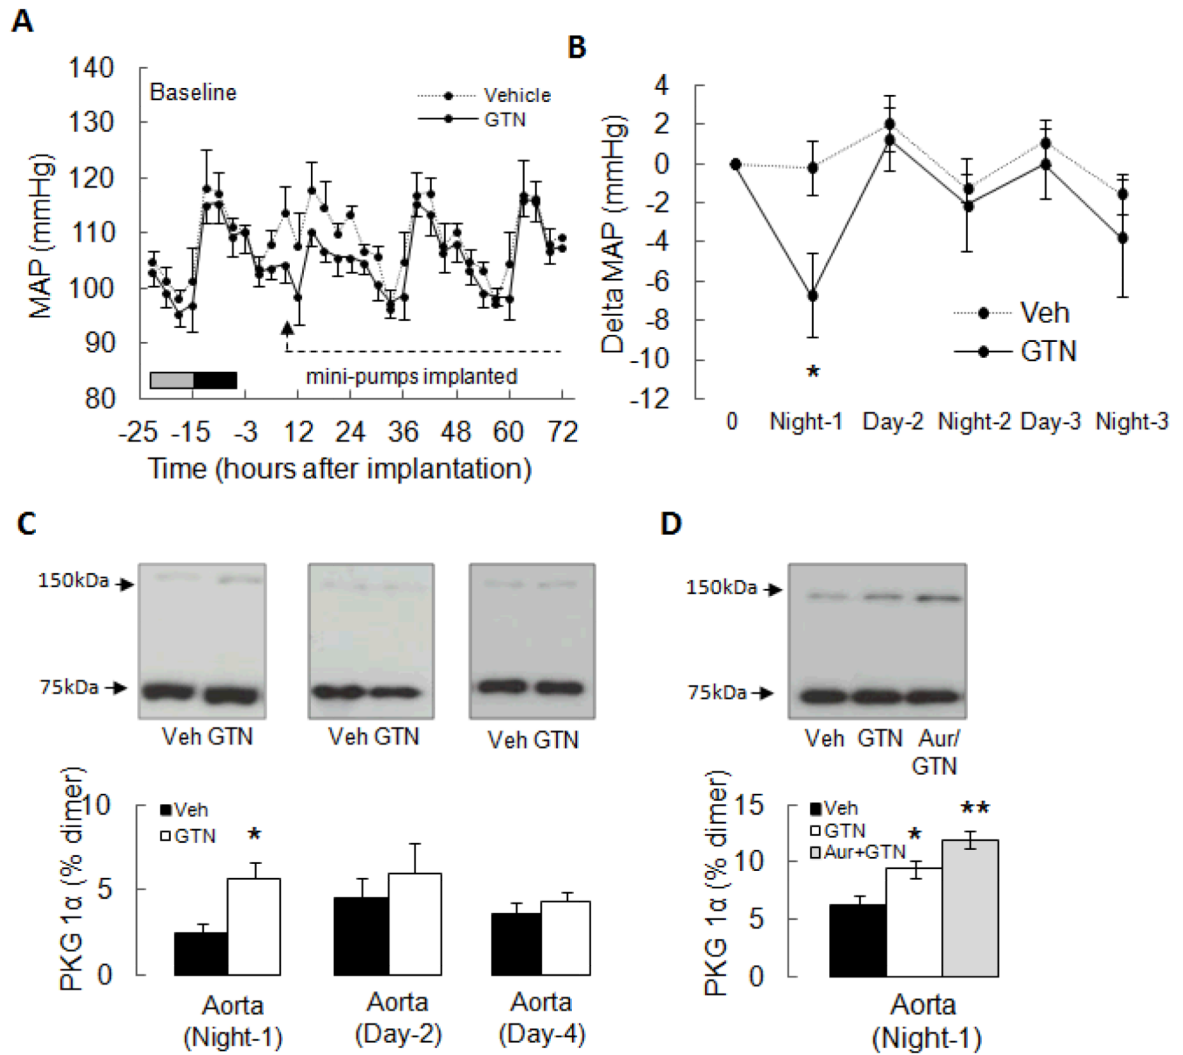 A
140
130
120
110
100
90
80
MAP (mmHg)
Baseline
Vehicle
GTN
mini-pumps implanted
-25 -15 -3 12 24 36 48 60 72
Time (hours after implantation)
B
4
2
0
-2
-4
-6
-8
-10
-12
Delta MAP (mmHg)
Veh
GTN
*
0 Night-1 Day-2 Night-2 Day-3 Night-3
C
150kDa
75kDa
Veh GTN
Veh GTN
Veh GTN
10
5
0
PKG 1α (% dimer)
Veh
GTN
*
Aorta
(Night-1)
Aorta
(Day-2)
Aorta
(Day-4)
D
150kDa
75kDa
Veh GTN Aur/
GTN
15
10
5
0
PKG 1α (% dimer)
Veh
GTN
Aur+GTN
*
**
Aorta
(Night-1)